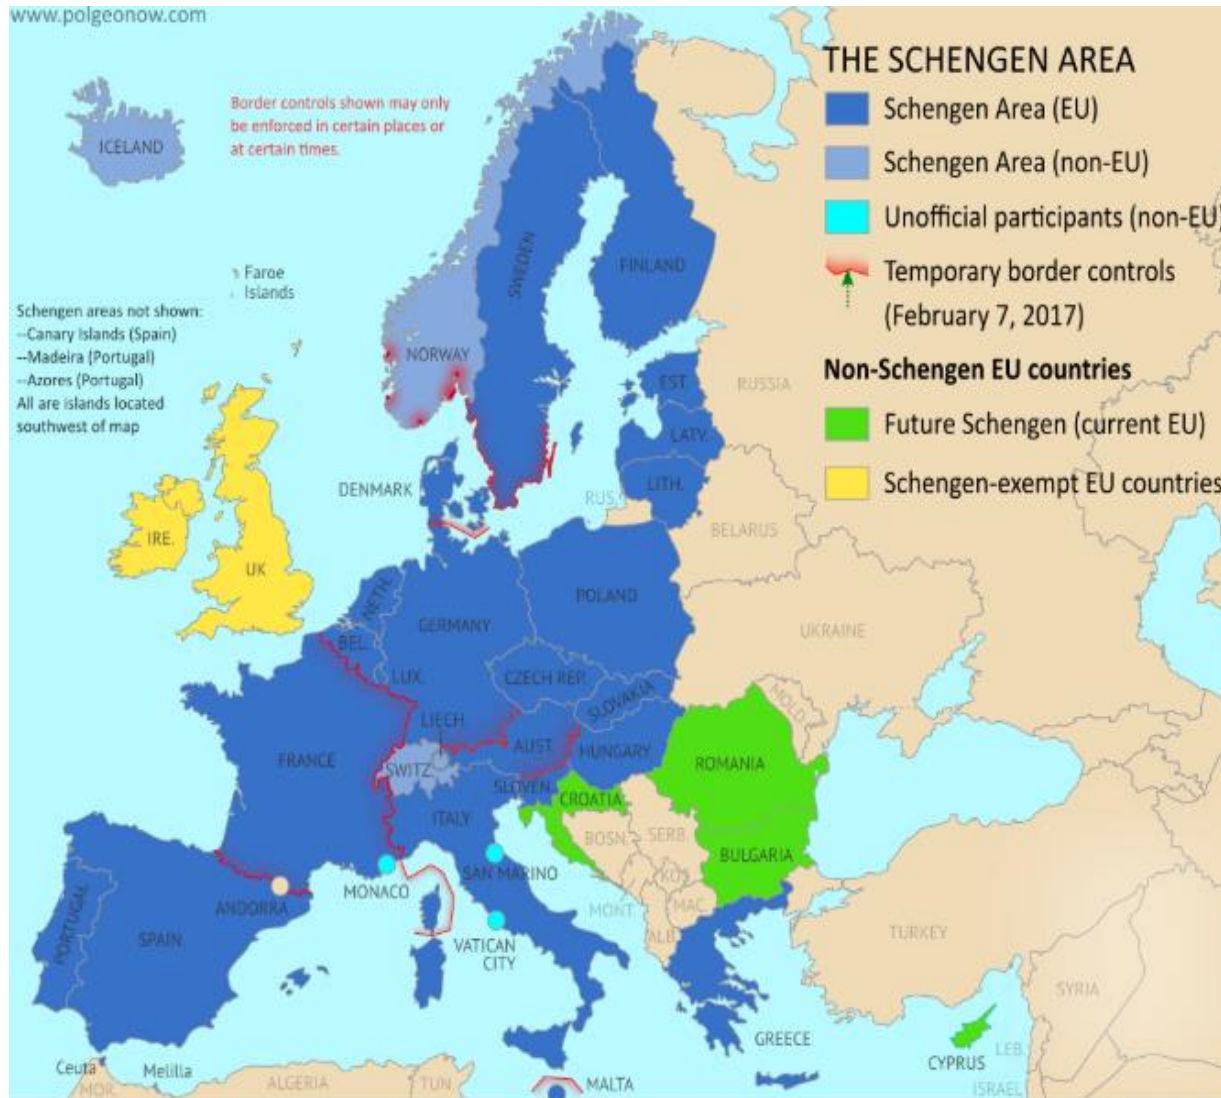 www.polgeonow.com
THE SCHENGEN AREA
Schengen Area (EU)
Schengen Area (non-EU)
Unofficial participants (non-EU)
Temporary border controls
(February 7, 2017)
Non-Schengen EU countries
Future Schengen (current EU)
Schengen-exempt EU countries
Border controls shown may only
be enforced in certain places or
at certain times.
ICELAND
Faroe
Islands
Schengen areas not shown:
--Canary Islands (Spain)
--Madeira (Portugal)
--Azores (Portugal)
All are islands located
southwest of map
SWEDEN
FINLAND
NORWAY
RUSSIA
EST.
LATV.
LITH.
RUS.
DENMARK
BELARUS
IRE.
UK
NETH.
POLAND
GERMANY
UKRAINE
BEL.
LUX.
CZECH REP.
SLOVAKIA
MOLD.
LIECH.
AUST.
HUNGARY
FRANCE
SWITZ.
ROMANIA
SLOVEN.
CROATIA
ITALY
BOSN.
SERB.
BULGARIA
SAN MARINO
MONACO
KOS.
ANDORRA
MONT.
MAC.
PORTUGAL
SPAIN
VATICAN
CITY
ALB.
TURKEY
SYRIA
GREECE
CYPRUS
LEB.
Ceuta
Melilla
MOR.
ALGERIA
TUN.
MALTA
ISRAEL